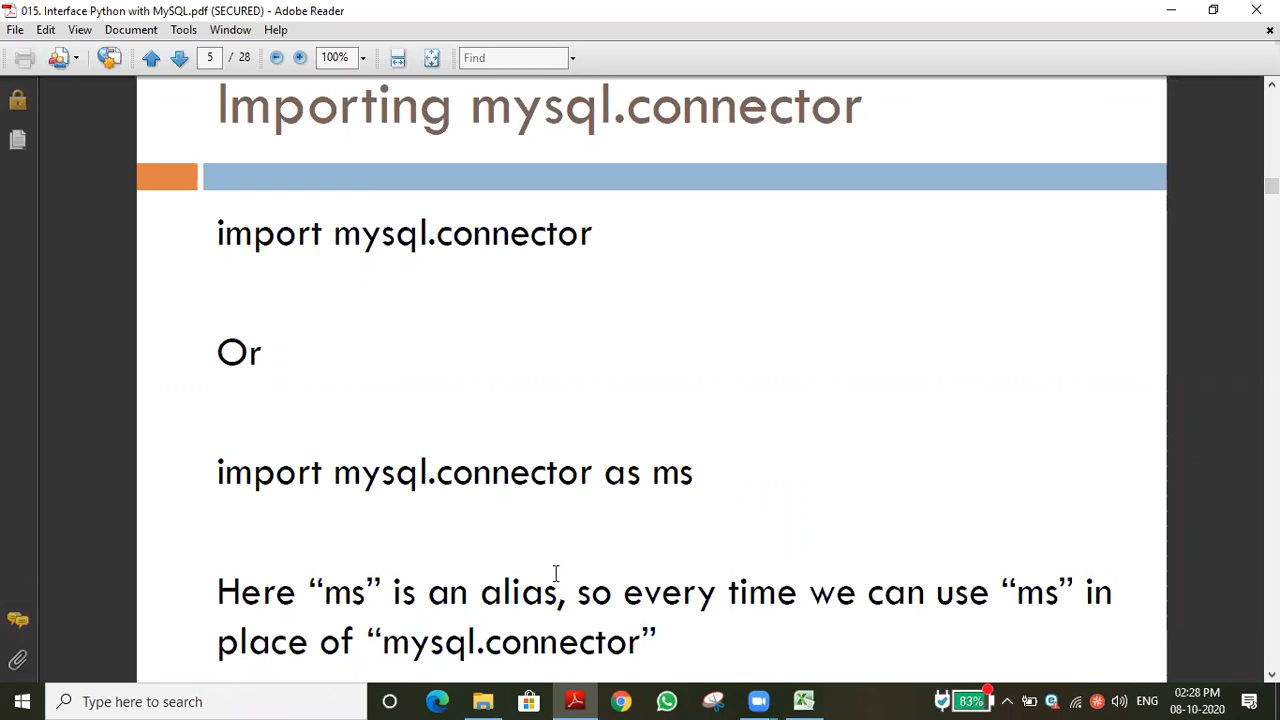 015. Interface Python with MySQL.pdf (SECURED) - Adobe Reader
File Edit View Document Tools Window Help
5 / 28 100% Find
Importing mysql.connector
import mysql.connector
Or
import mysql.connector as ms
Here “ms” is an alias, so every time we can use “ms” in
place of “mysql.connector”
Type here to search
83%
ENG
02:28 PM
08-10-2020